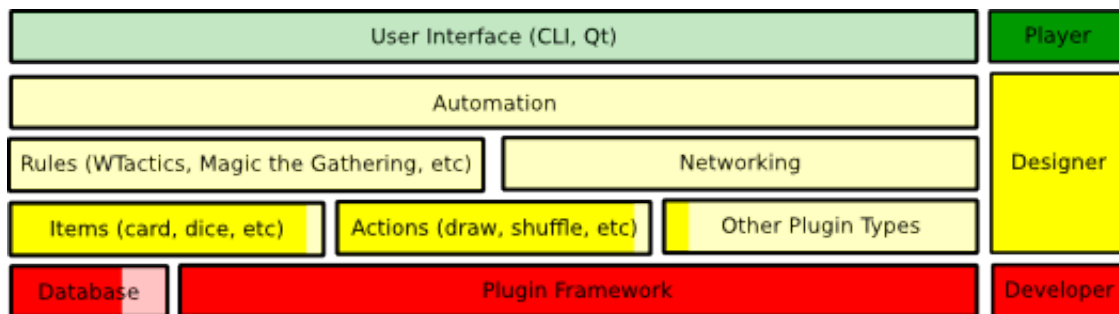 User Interface (CLI, Qt)
Player
Automation
Designer
Rules (WTactics, Magic the Gathering, etc)
Networking
Items (card, dice, etc)
Actions (draw, shuffle, etc)
Other Plugin Types
Database
Plugin Framework
Developer